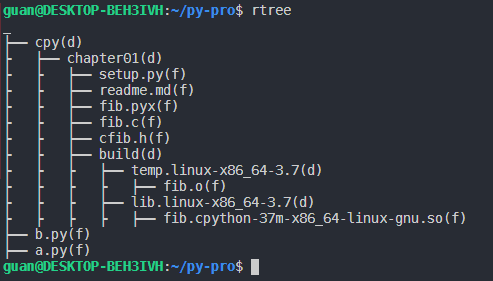 guan@DESKTOP-BEH3IVH:~/py-pro$ rtree
_
├── cpy(d)
├   ├── chapter01(d)
├   ├   ├── setup.py(f)
├   ├   ├── readme.md(f)
├   ├   ├── fib.pyx(f)
├   ├   ├── fib.c(f)
├   ├   ├── cfib.h(f)
├   ├   ├── build(d)
├   ├   ├   ├── temp.linux-x86_64-3.7(d)
├   ├   ├   ├   ├── fib.o(f)
├   ├   ├   ├── lib.linux-x86_64-3.7(d)
├   ├   ├   ├   ├── fib.cpython-37m-x86_64-linux-gnu.so(f)
├── b.py(f)
├── a.py(f)
guan@DESKTOP-BEH3IVH:~/py-pro$